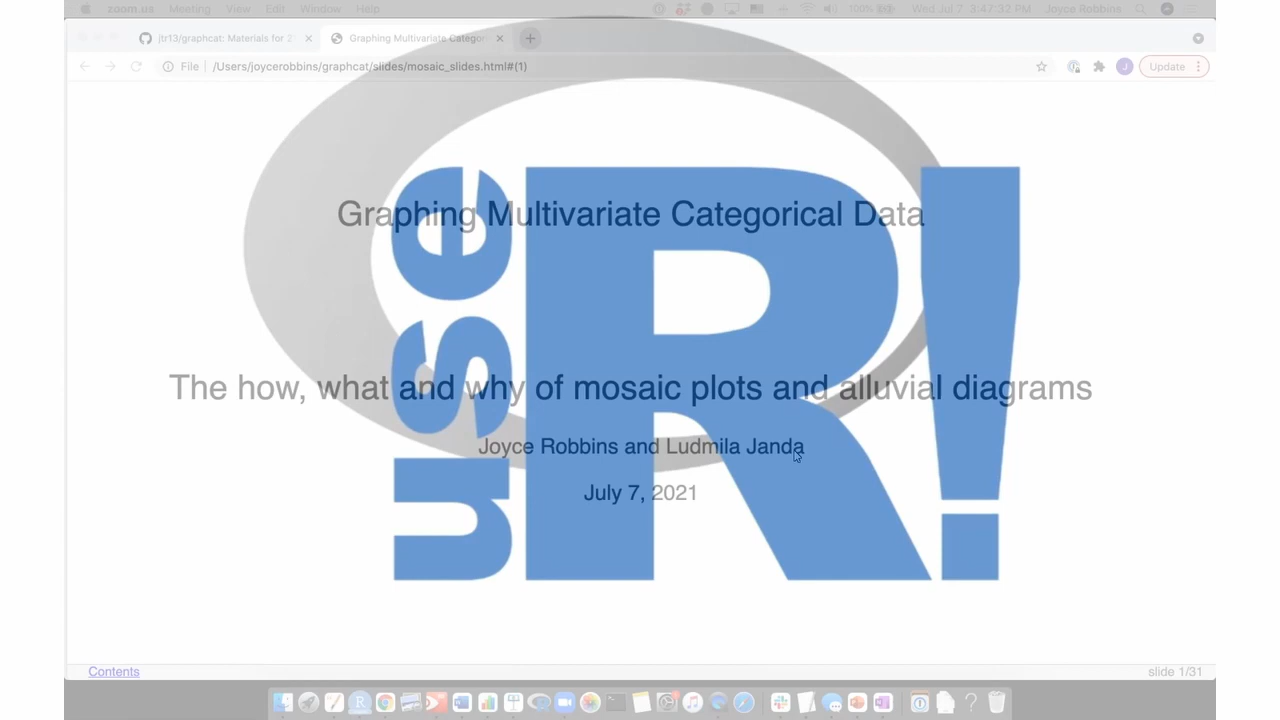 zoom.us Meeting View Edit Window Help 100% Wed Jul 7 3:47:32 PM Joyce Robbins
jtr13/graphcat: Materials for 2 Graphing Multivariate Categor
File /Users/joycerobbins/graphcat/slides/mosaic_slides.html#(1) J Update
use R!
Graphing Multivariate Categorical Data
The how, what and why of mosaic plots and alluvial diagrams
Joyce Robbins and Ludmila Janda
July 7, 2021
Contents slide 1/31